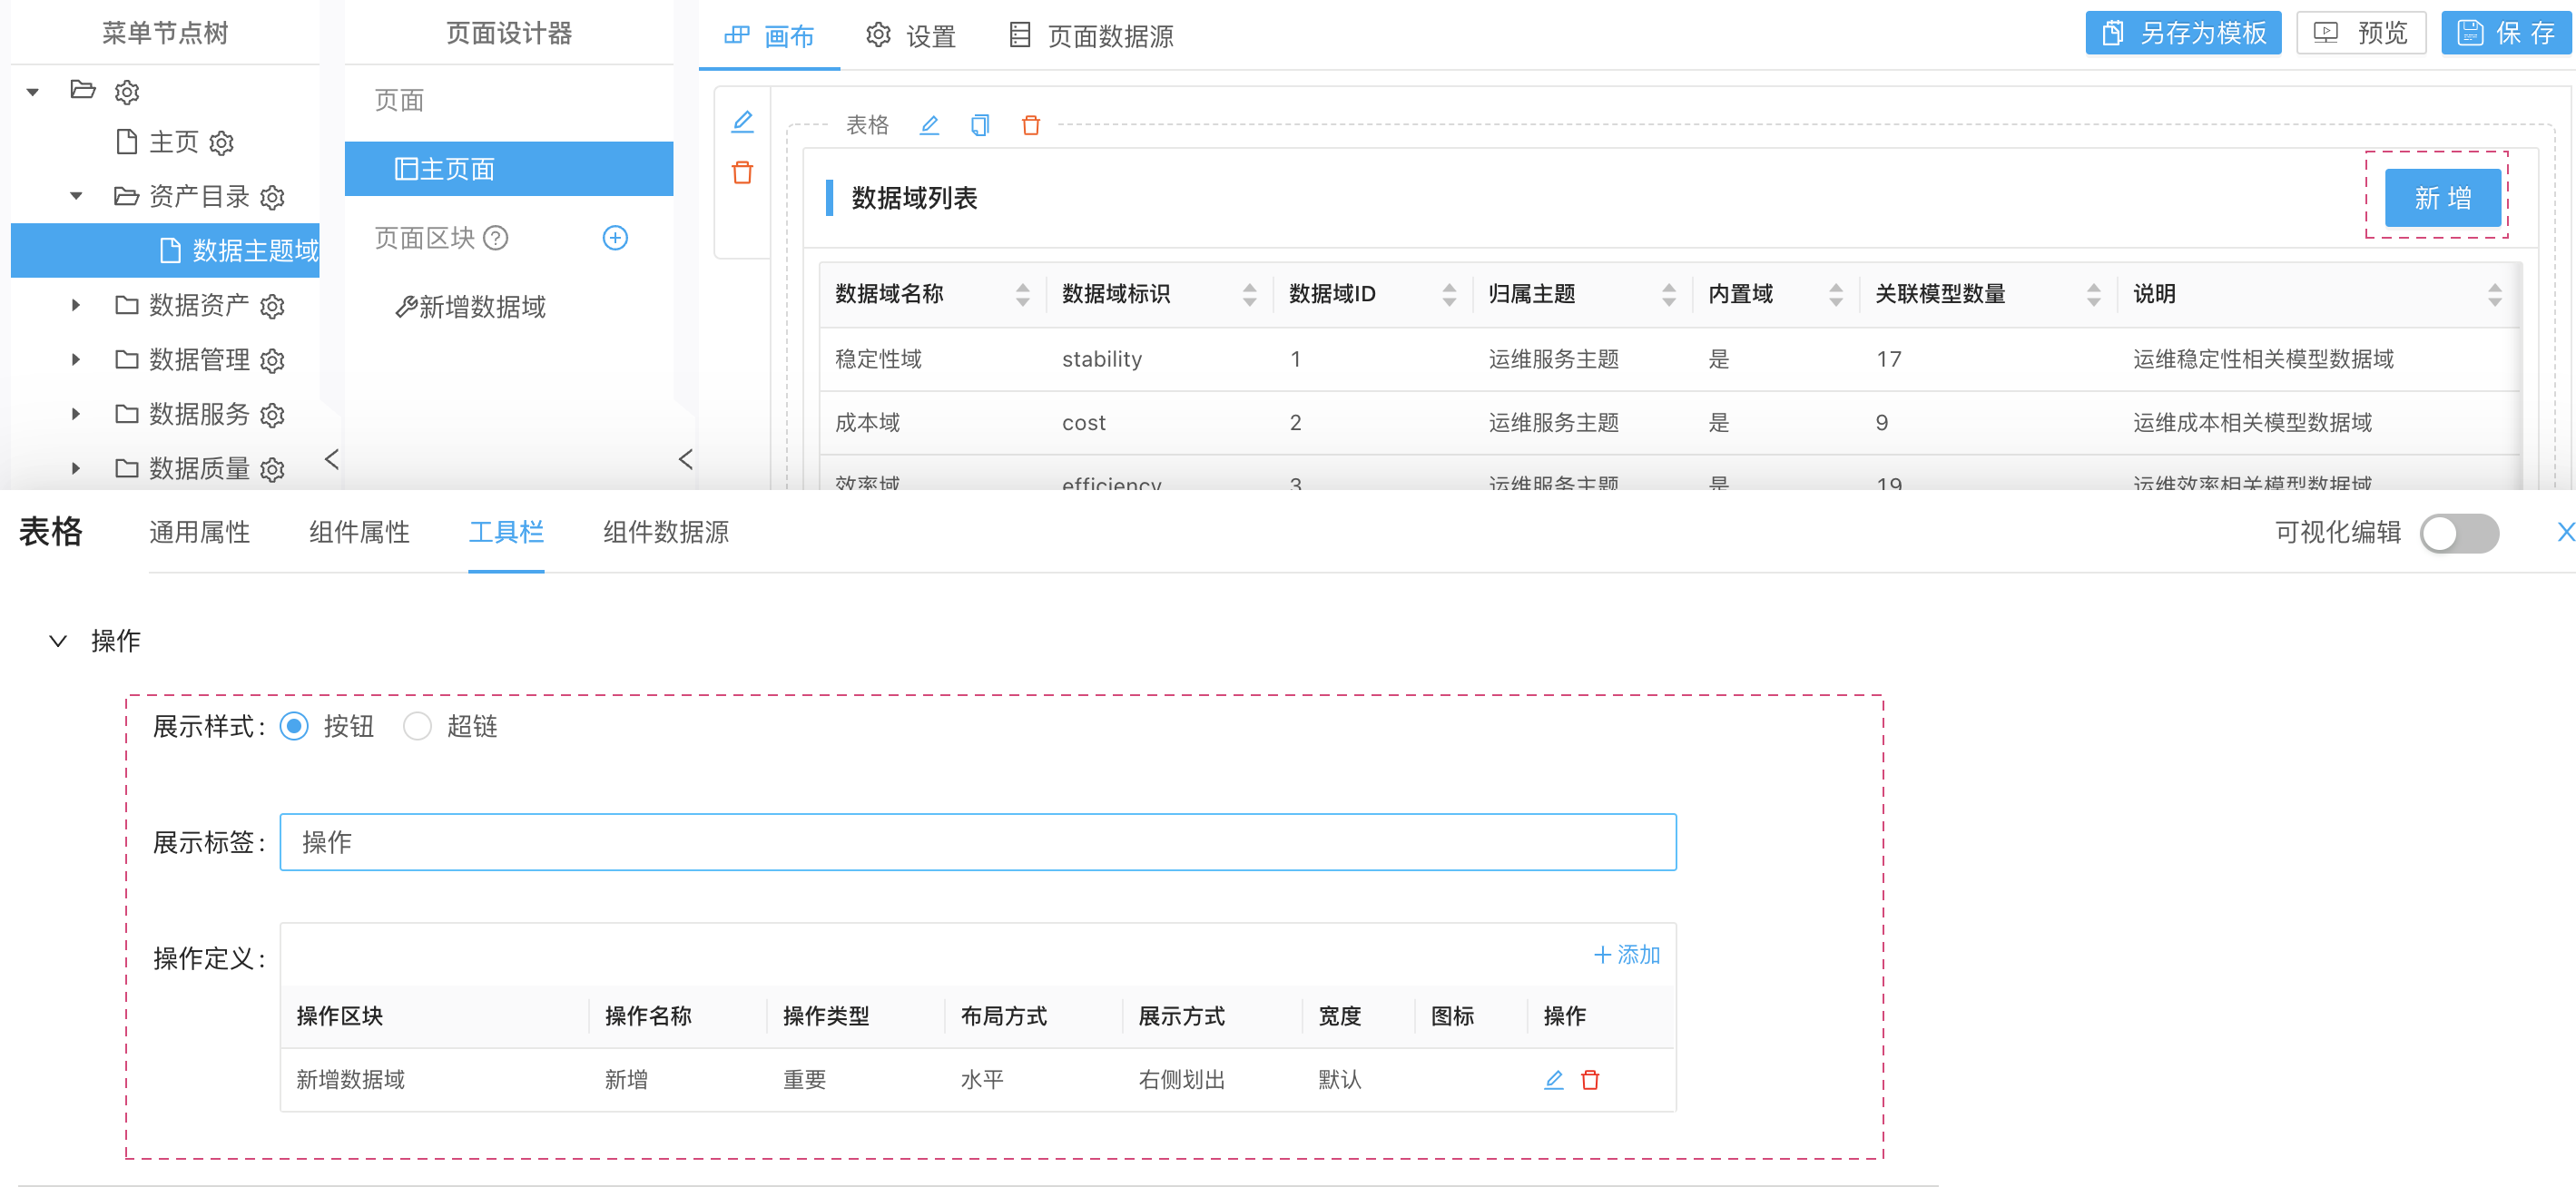 菜单节点树
页面设计器
画布 设置 页面数据源
另存为模板 预览 保 存
主页
资产目录
数据主题域
数据资产
数据管理
数据服务
数据质量
页面
主页面
页面区块
新增数据域
表格
数据域列表
新 增
数据域名称 数据域标识 数据域ID 归属主题 内置域 关联模型数量 说明
稳定性域 stability 1 运维服务主题 是 17 运维稳定性相关模型数据域
成本域 cost 2 运维服务主题 是 9 运维成本相关模型数据域
效率域 efficiency 3 运维服务主题 是 19 运维效率相关模型数据域
表格 通用属性 组件属性 工具栏 组件数据源 可视化编辑
操作
展示样式: 按钮 超链
展示标签: 操作
操作定义:
+ 添加
操作区块 操作名称 操作类型 布局方式 展示方式 宽度 图标 操作
新增数据域 新增 重要 水平 右侧划出 默认